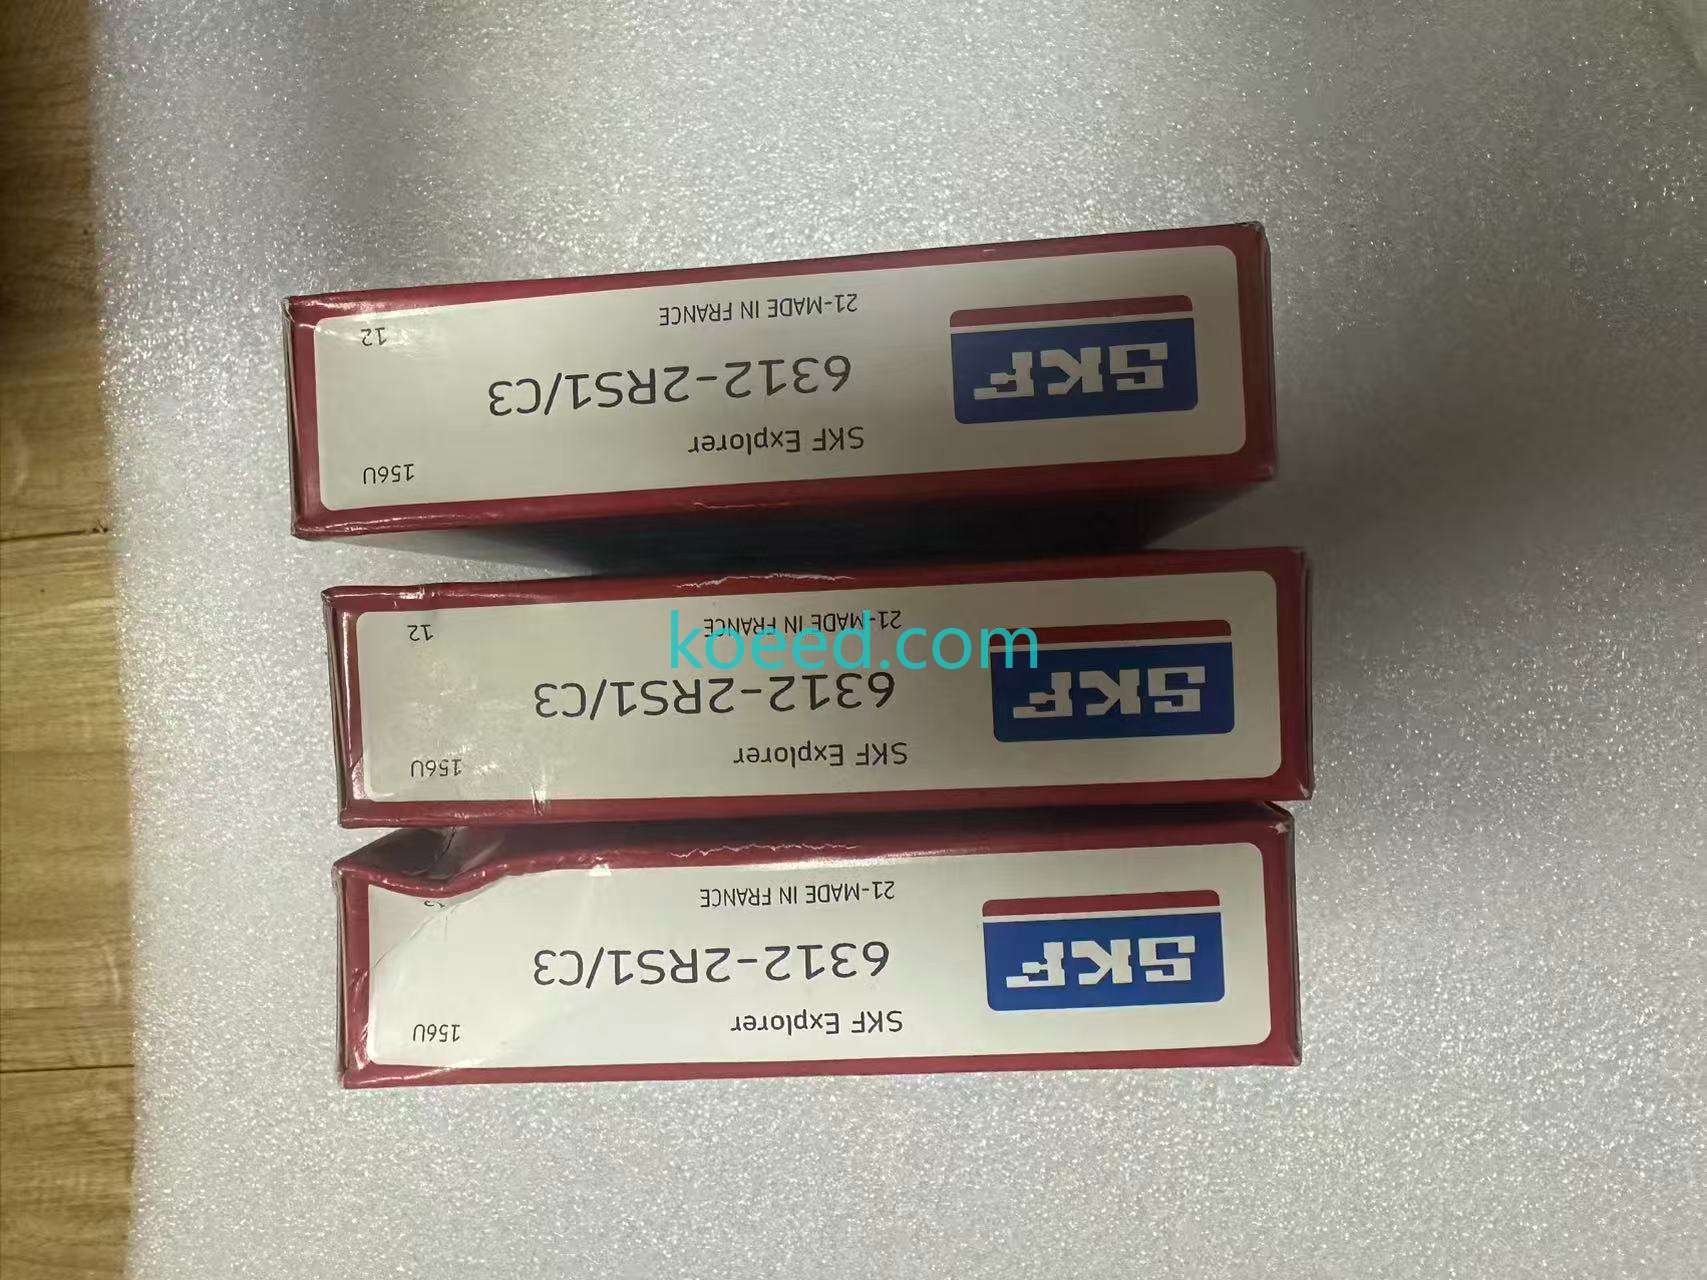 SKF
156U
SKF Explorer
6312-2RS1/C3
21-MADE IN FRANCE
12
SKF
156U
SKF Explorer
6312-2RS1/C3
21-MADE IN FRANCE
12
koeed.com
SKF
156U
SKF Explorer
6312-2RS1/C3
21-MADE IN FRANCE